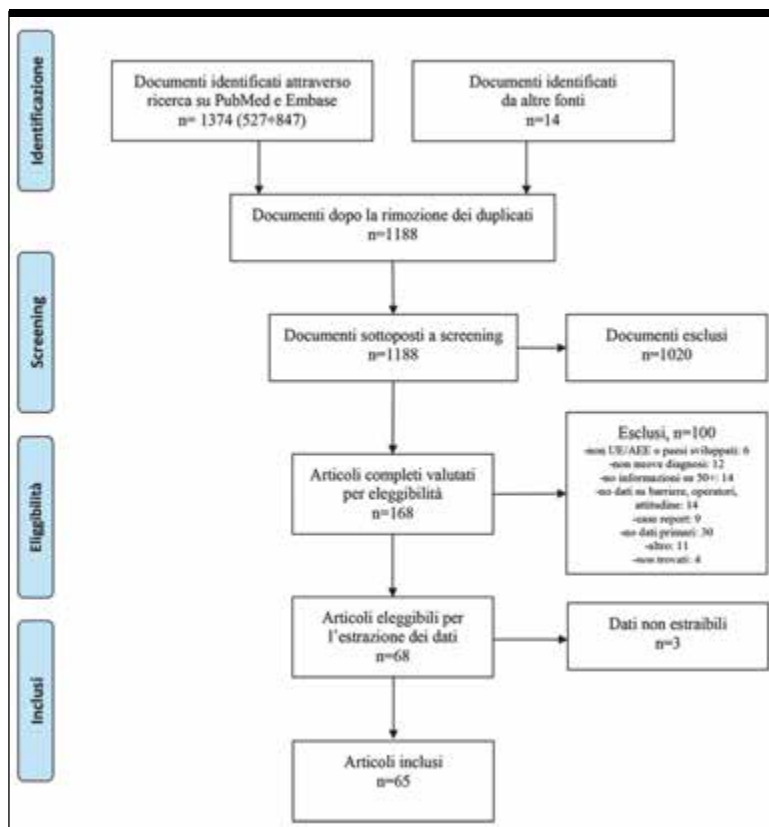 Identificazione
Documenti identificati attraverso
ricerca su PubMed e Embase
n= 1374 (527+847)
Documenti identificati
da altre fonti
n=14
Documenti dopo la rimozione dei duplicati
n=1188
Screening
Documenti sottoposti a screening
n=1188
Documenti esclusi
n=1020
Eliggibilità
Articoli completi valutati
per eleggibilità
n=168
Esclusi, n=100
-non UE/AEE o paesi sviluppati: 6
-non nuove diagnosi: 12
-no informazioni su 50+: 14
-no dati su barriere, operatori,
attitudine: 14
-case report: 9
-no dati primari: 30
-altro: 11
-non trovati: 4
Articoli eleggibili per
l'estrazione dei dati
n=68
Dati non estraibili
n=3
Inclusi
Articoli inclusi
n=65